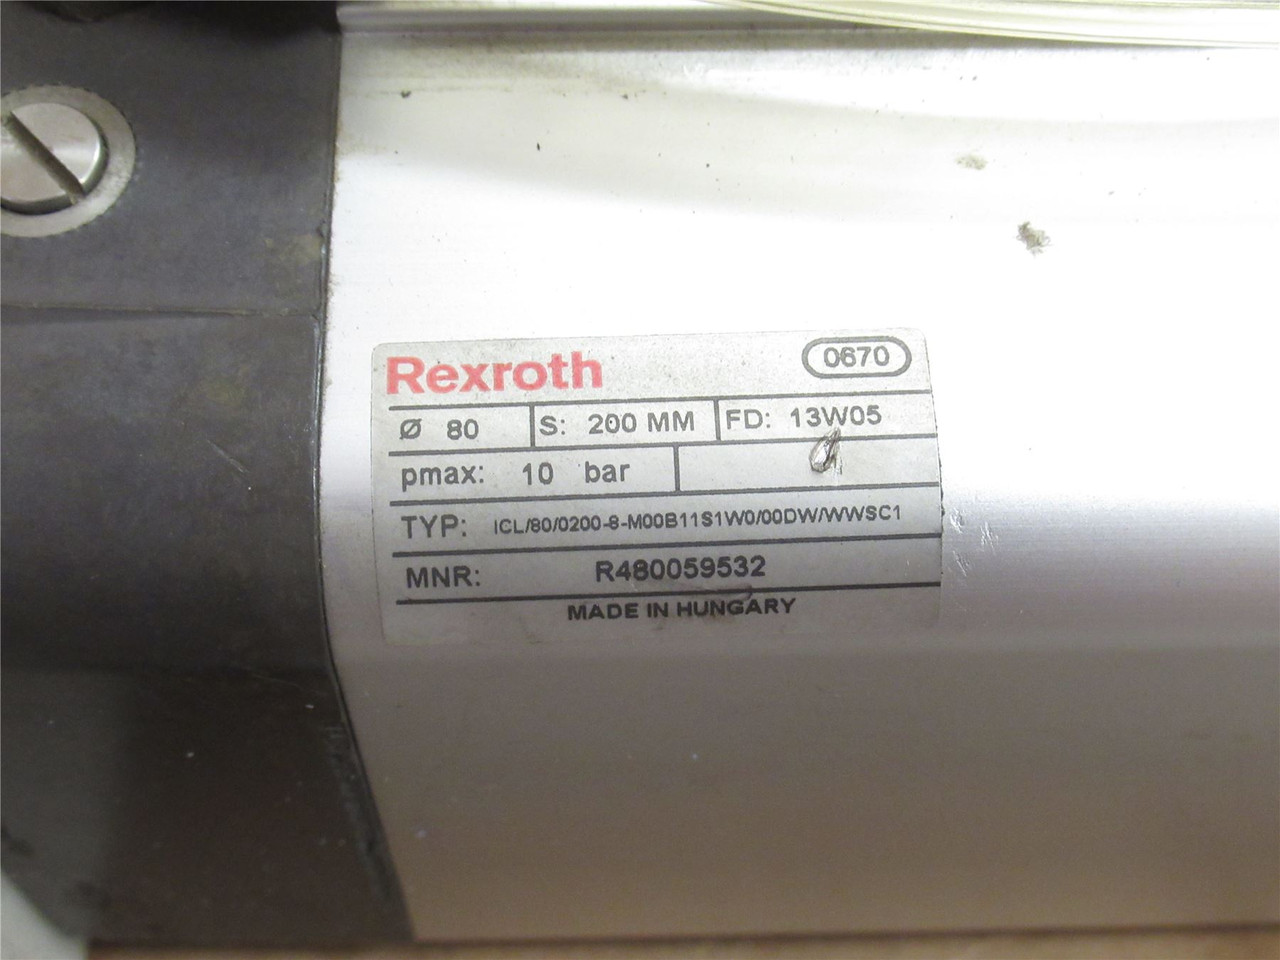 Rexroth 0670
Ø 80 S: 200 MM FD: 13W05
pmax: 10 bar
TYP: ICL/80/0200-8-M00B11S1W0/00DW/WWSC1
MNR: R480059532
MADE IN HUNGARY